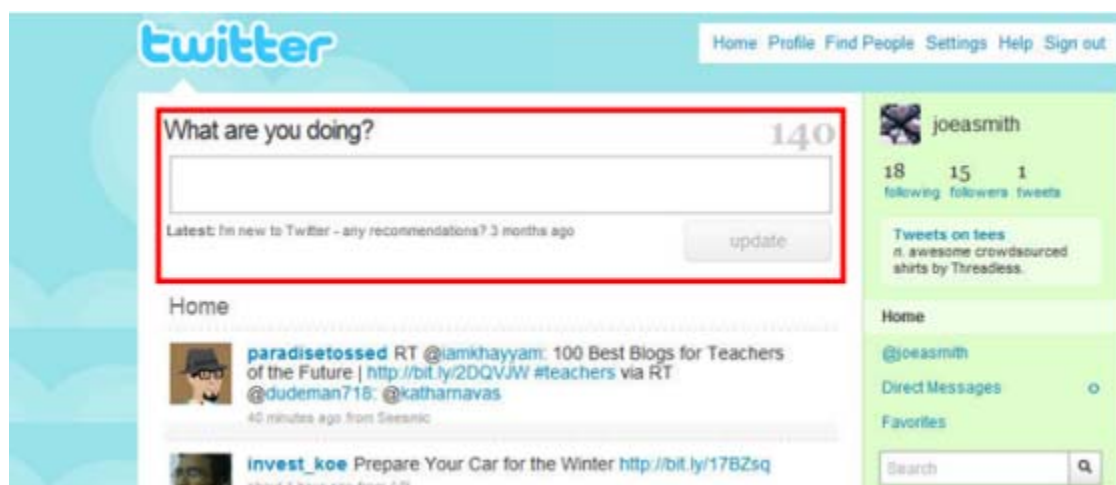 twitter
Home Profile Find People Settings Help Sign out
What are you doing?
140
Latest: I'm new to Twitter - any recommendations? 3 months ago
update
joeasmith
18 15 1
following followers tweets
Tweets on tees
n. awesome crowdsourced
shirts by Threadless.
Home
@joeasmith
Direct Messages 0
Favorites
Search
Home
paradisetossed RT @iamkhayyam: 100 Best Blogs for Teachers
of the Future | http://bit.ly/2DQVJW #teachers via RT
@dudeman718: @katharnavas
40 minutes ago from Seesmic
invest_koe Prepare Your Car for the Winter http://bit.ly/17BZsq